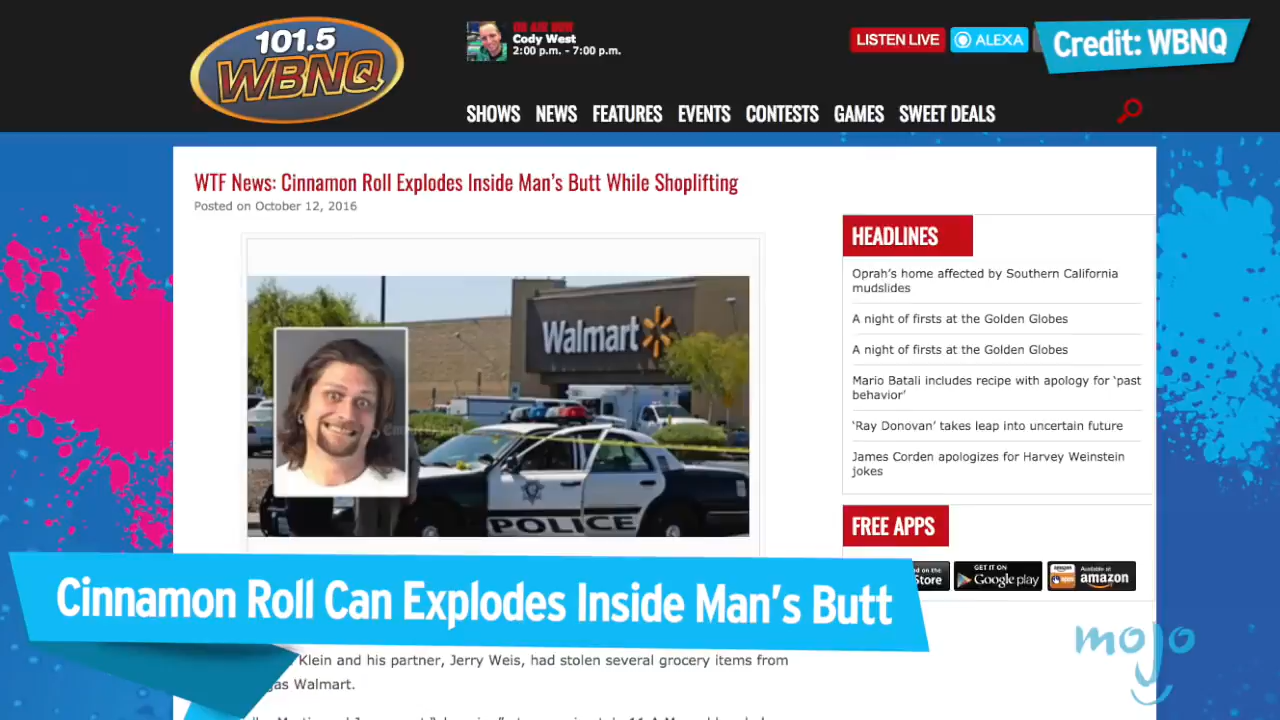 101.5
WBNQ
ON AIR NOW
Cody West
2:00 p.m. - 7:00 p.m.
LISTEN LIVE
ALEXA
Credit: WBNQ
SHOWS NEWS FEATURES EVENTS CONTESTS GAMES SWEET DEALS
WTF News: Cinnamon Roll Explodes Inside Man’s Butt While Shoplifting
Posted on October 12, 2016
Walmart
POLICE
HEADLINES
Oprah’s home affected by Southern California
mudslides
A night of firsts at the Golden Globes
A night of firsts at the Golden Globes
Mario Batali includes recipe with apology for ‘past
behavior’
‘Ray Donovan’ takes leap into uncertain future
James Corden apologizes for Harvey Weinstein
jokes
FREE APPS
Store
GET IT ON
Google play
Available at
amazon
Cinnamon Roll Can Explodes Inside Man's Butt
Klein and his partner, Jerry Weis, had stolen several grocery items from
Walmart.
mojo